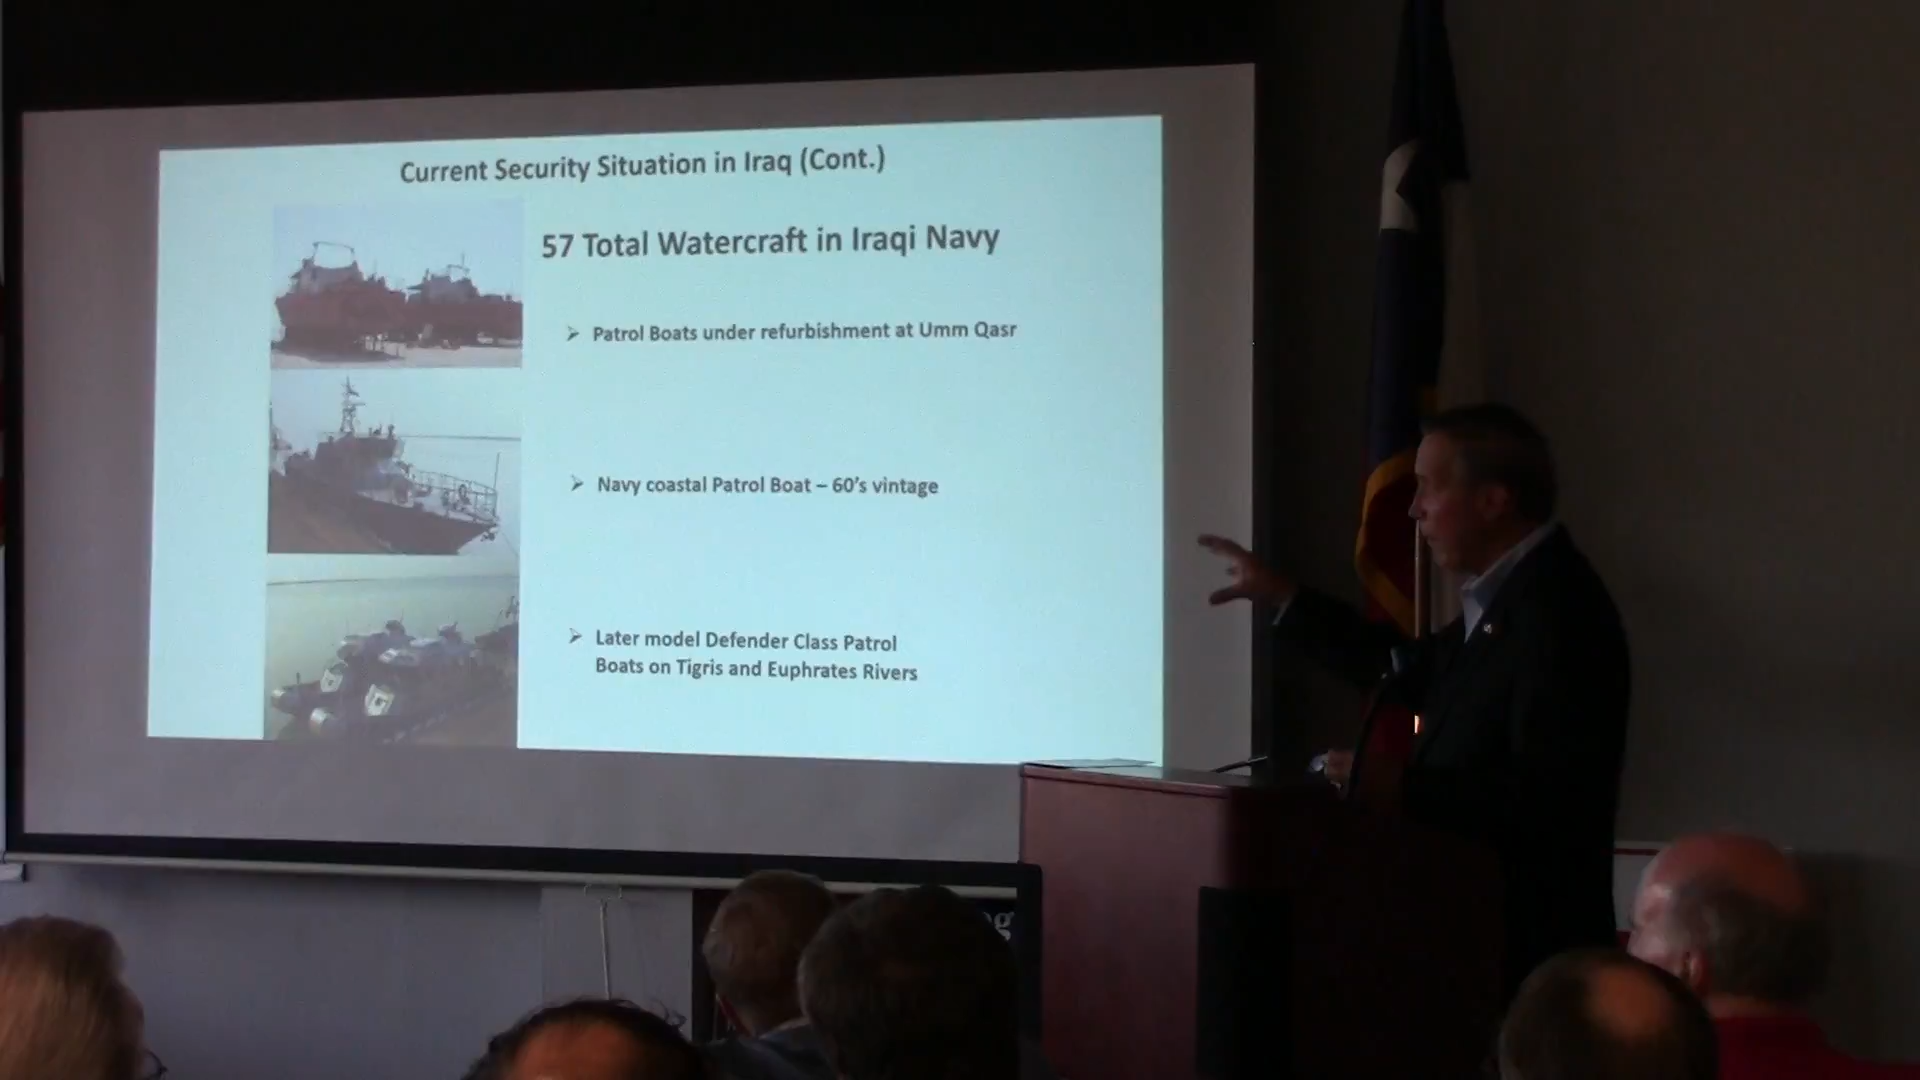 Current Security Situation in Iraq (Cont.)
57 Total Watercraft in Iraqi Navy
➢ Patrol Boats under refurbishment at Umm Qasr
➢ Navy coastal Patrol Boat – 60's vintage
➢ Later model Defender Class Patrol
Boats on Tigris and Euphrates Rivers